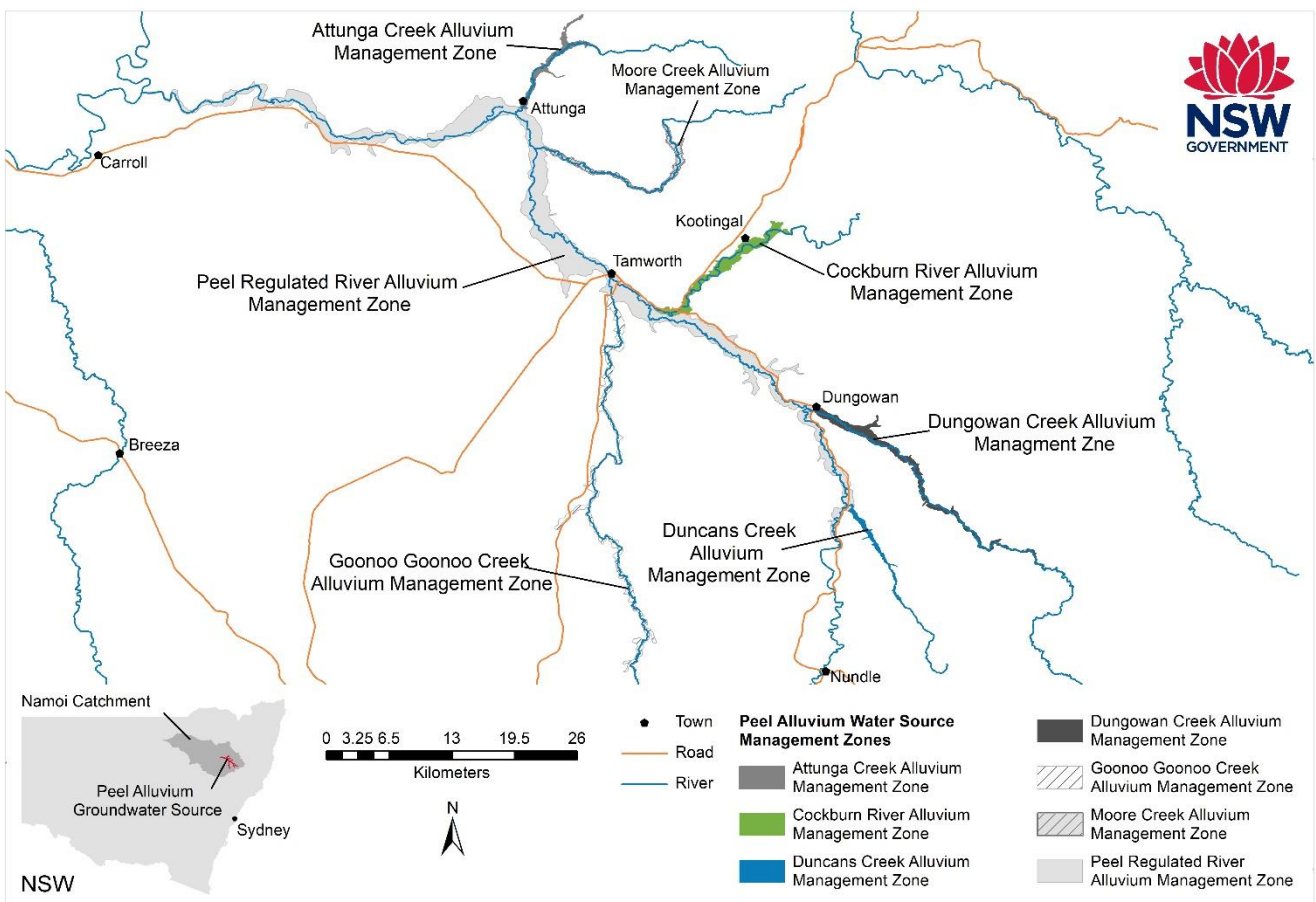 Attunga Creek Alluvium
Management Zone
Moore Creek Alluvium
Management Zone
NSW
GOVERNMENT
Attunga
Carroll
Kootingal
Peel Regulated River Alluvium
Management Zone
Tamworth
Cockburn River Alluvium
Management Zone
Dungowan
Dungowan Creek Alluvium
Managment Zne
Breeza
Duncans Creek
Alluvium
Management Zone
Goonoo Goonoo Creek
Alluvium Management Zone
Nundle
Namoi Catchment
Peel Alluvium
Groundwater Source
Sydney
NSW
0 3.25 6.5 13 19.5 26
Kilometers
N
Town
Road
River
Peel Alluvium Water Source
Management Zones
Attunga Creek Alluvium
Management Zone
Cockburn River Alluvium
Management Zone
Duncans Creek Alluvium
Management Zone
Dungowan Creek Alluvium
Management Zone
Goonoo Goonoo Creek
Alluvium Management Zone
Moore Creek Alluvium
Management Zone
Peel Regulated River
Alluvium Management Zone